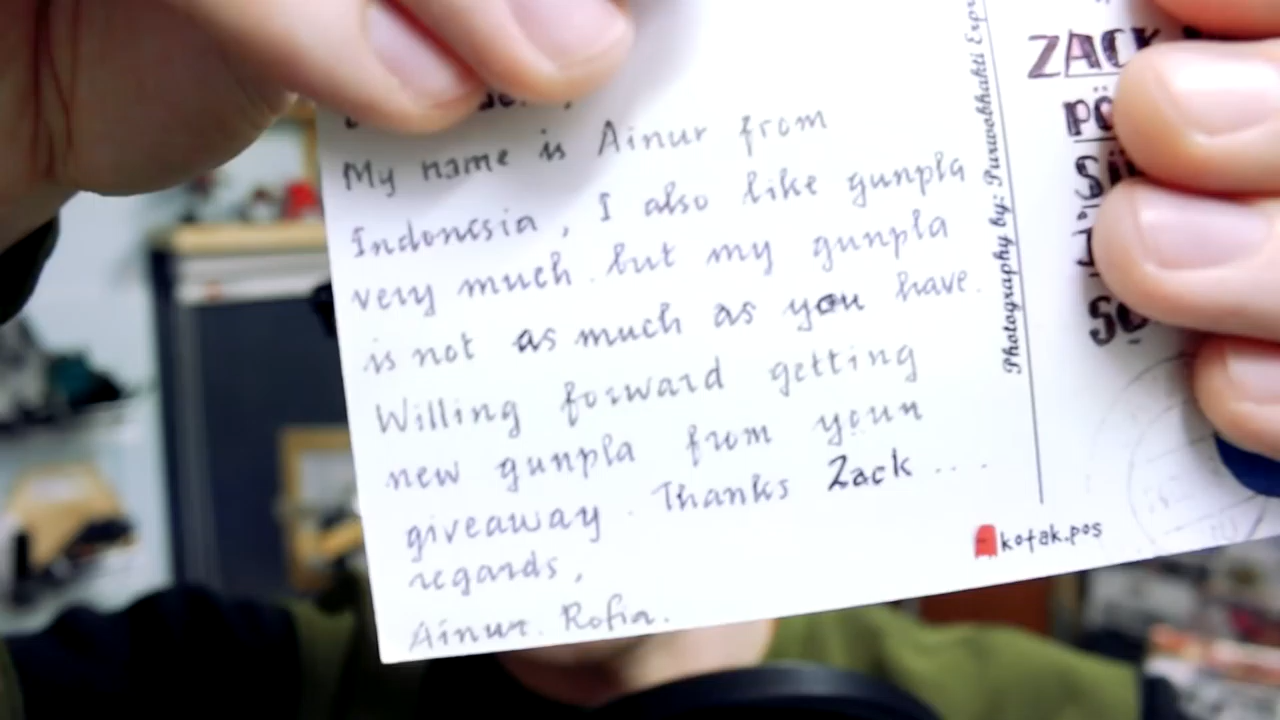 My name is Ainur from
Indonesia, I also like gunpla
very much. but my gunpla
is not as much as you have.
Willing forward getting
new gunpla from youn
giveaway. Thanks Zack ....
regards,
Ainur. Rofia.
Photography by: Purwobhakti
ZACK
kotak.pos